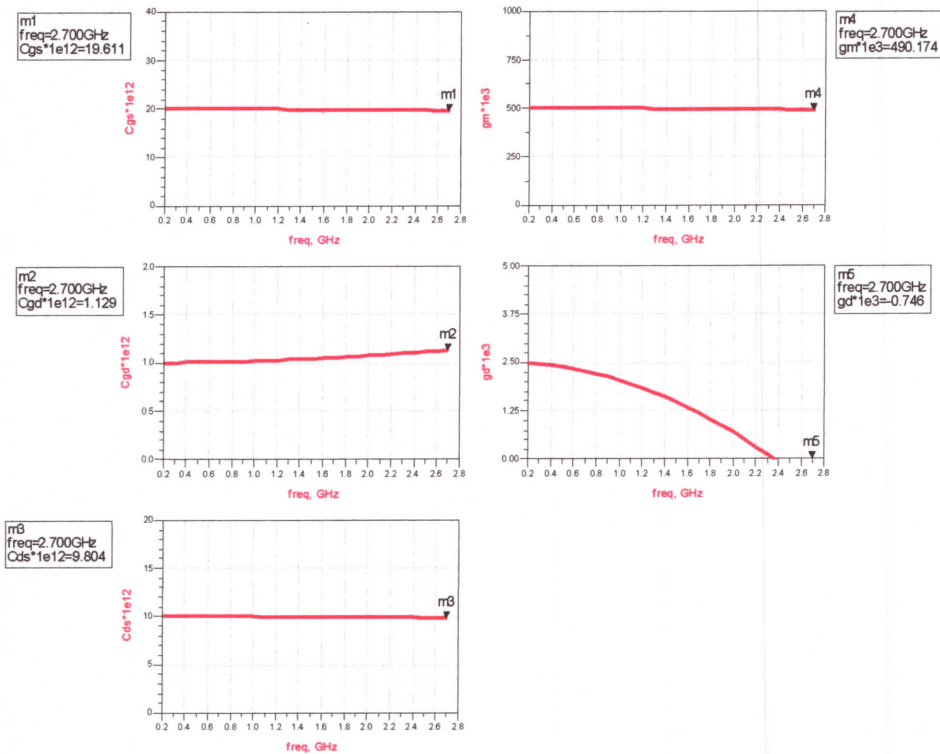 m1
freq=2.700GHz
Cgs*1e12=19.611
40
30
20
10
0
Cgs*1e12
m1
0.2 0.4 0.6 0.8 1.0 1.2 1.4 1.6 1.8 2.0 2.2 2.4 2.6 2.8
freq, GHz
1000
750
500
250
0
gm*1e3
m4
0.2 0.4 0.6 0.8 1.0 1.2 1.4 1.6 1.8 2.0 2.2 2.4 2.6 2.8
freq, GHz
m4
freq=2.700GHz
gm*1e3=490.174
m2
freq=2.700GHz
Cgd*1e12=1.129
2.0
1.5
1.0
0.5
0.0
Cgd*1e12
m2
0.2 0.4 0.6 0.8 1.0 1.2 1.4 1.6 1.8 2.0 2.2 2.4 2.6 2.8
freq, GHz
5.00
3.75
2.50
1.25
0.00
gd*1e3
m5
0.2 0.4 0.6 0.8 1.0 1.2 1.4 1.6 1.8 2.0 2.2 2.4 2.6 2.8
freq, GHz
m5
freq=2.700GHz
gd*1e3=-0.746
m3
freq=2.700GHz
Cds*1e12=9.804
20
15
10
5
0
Cds*1e12
m3
0.2 0.4 0.6 0.8 1.0 1.2 1.4 1.6 1.8 2.0 2.2 2.4 2.6 2.8
freq, GHz